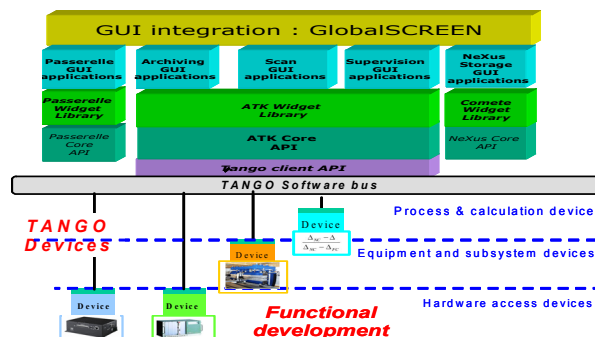 GUI integration : GlobalSCREEN
Passerelle
GUI
applications
Archiving
GUI
applications
Scan
GUI
applications
Supervision
GUI
applications
NeXus
Storage
GUI
applications
Passerelle
Widget
Library
ATK Widget
Library
Comete
Widget
Library
Passerelle
Core
API
ATK Core
API
NeXus Core
API
Tango client API
TANGO Software bus
TANGO
Devices
Device
Process & calculation device
Device
Equipment and subsystem devices
Device
Device
Hardware access devices
Functional
development